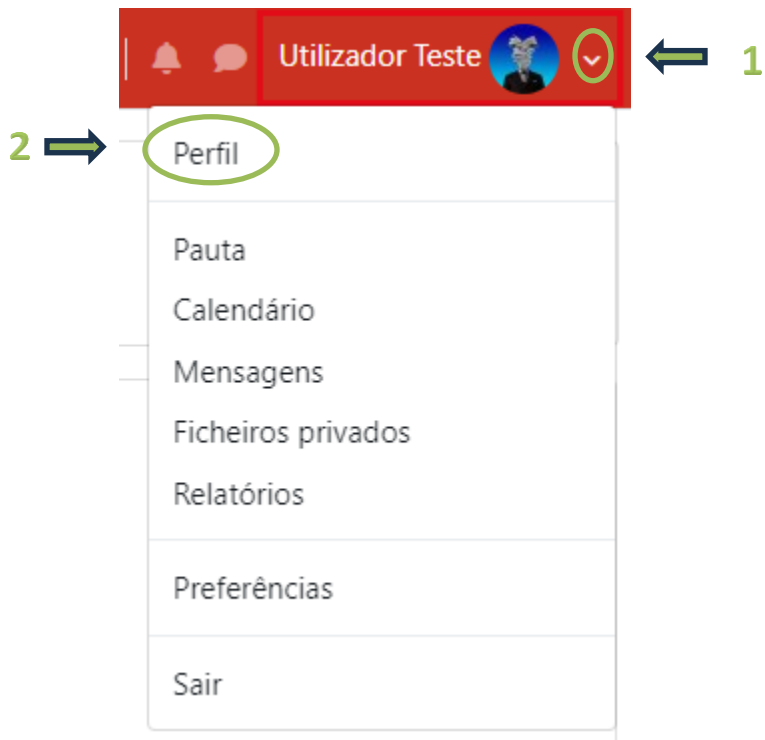 Utilizador Teste
1
2
Perfil
Pauta
Calendário
Mensagens
Ficheiros privados
Relatórios
Preferências
Sair